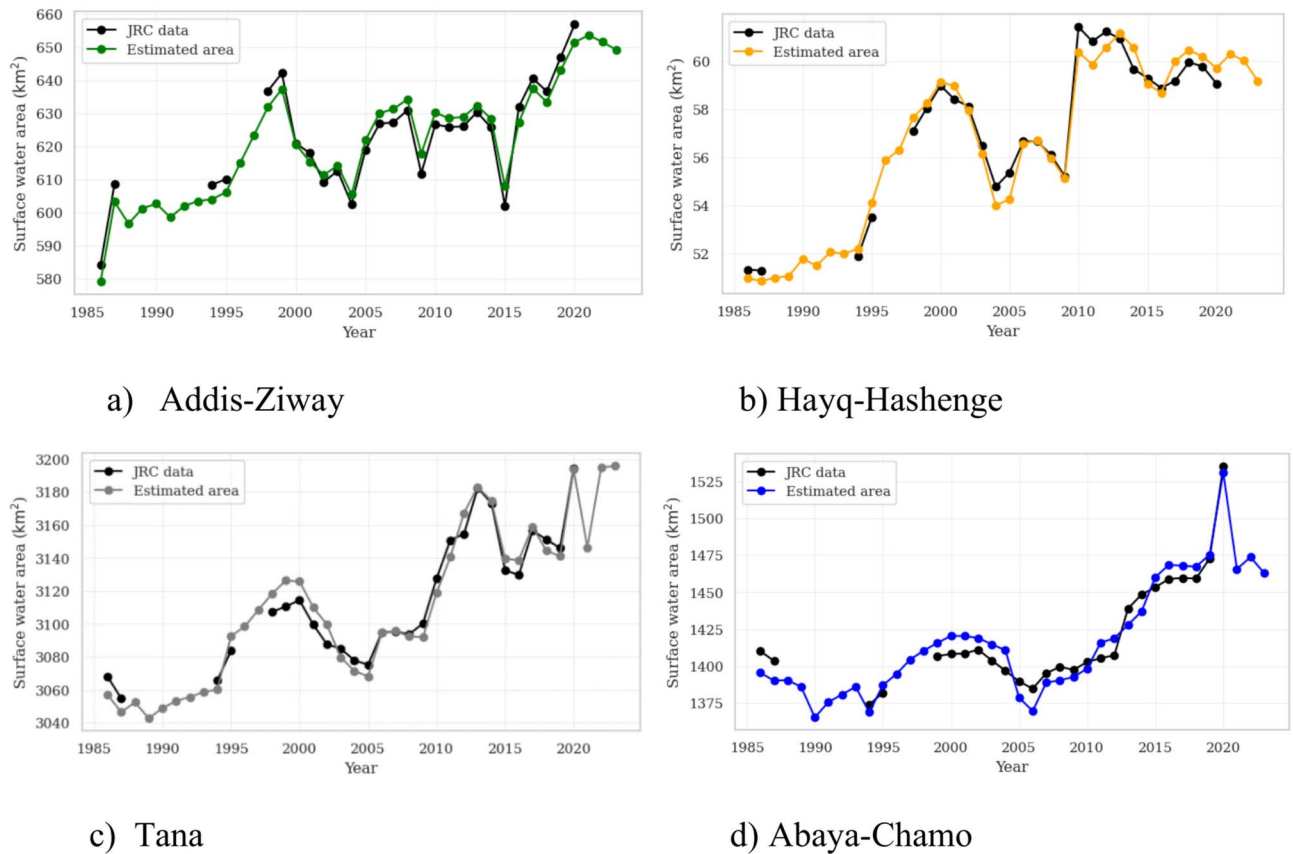 660
650
640
630
620
610
600
590
580
Surface water area (km²)
JRC data
Estimated area
1985 1990 1995 2000 2005 2010 2015 2020
Year
a) Addis-Ziway
60
58
56
54
52
Surface water area (km²)
JRC data
Estimated area
1985 1990 1995 2000 2005 2010 2015 2020
Year
b) Hayq-Hashenge
3200
3180
3160
3140
3120
3100
3080
3060
3040
Surface water area (km²)
JRC data
Estimated area
1985 1990 1995 2000 2005 2010 2015 2020
Year
c) Tana
1525
1500
1475
1450
1425
1400
1375
Surface water area (km²)
JRC data
Estimated area
1985 1990 1995 2000 2005 2010 2015 2020
Year
d) Abaya-Chamo